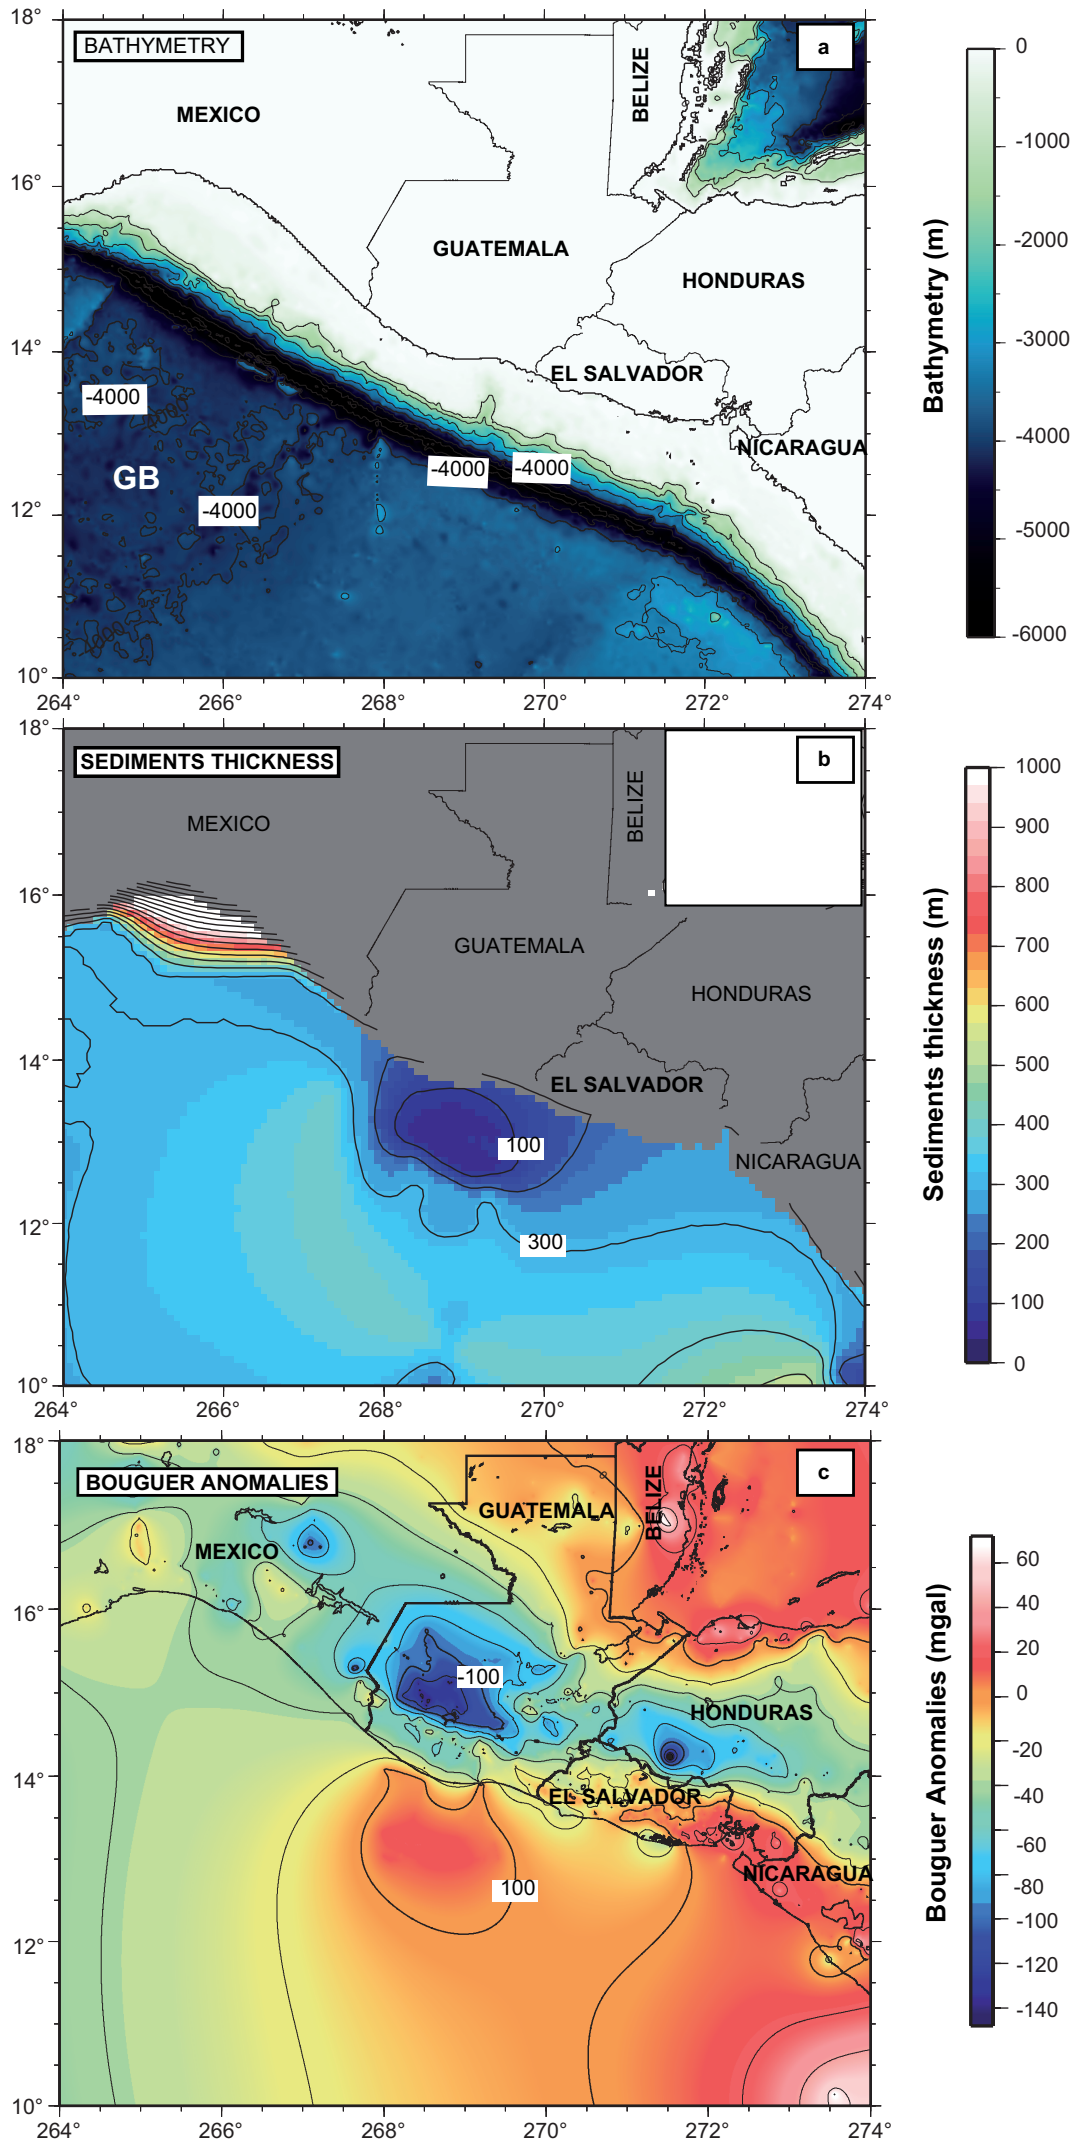 18°
BATHYMETRY
a
MEXICO
BELIZE
16°
GUATEMALA
HONDURAS
14°
EL SALVADOR
-4000
NICARAGUA
-4000
-4000
GB
-4000
12°
10°
264°
266°
268°
270°
272°
274°
0
-1000
-2000
-3000
-4000
-5000
-6000
Bathymetry (m)
18°
SEDIMENTS THICKNESS
b
MEXICO
BELIZE
16°
GUATEMALA
HONDURAS
14°
EL SALVADOR
100
NICARAGUA
12°
300
10°
264°
266°
268°
270°
272°
274°
1000
900
800
700
600
500
400
300
200
100
0
Sediments thickness (m)
18°
BOUGUER ANOMALIES
c
GUATEMALA
BELIZE
MEXICO
16°
-100
HONDURAS
14°
EL SALVADOR
NICARAGUA
100
12°
10°
264°
266°
268°
270°
272°
274°
60
40
20
0
-20
-40
-60
-80
-100
-120
-140
Bouguer Anomalies (mgal)